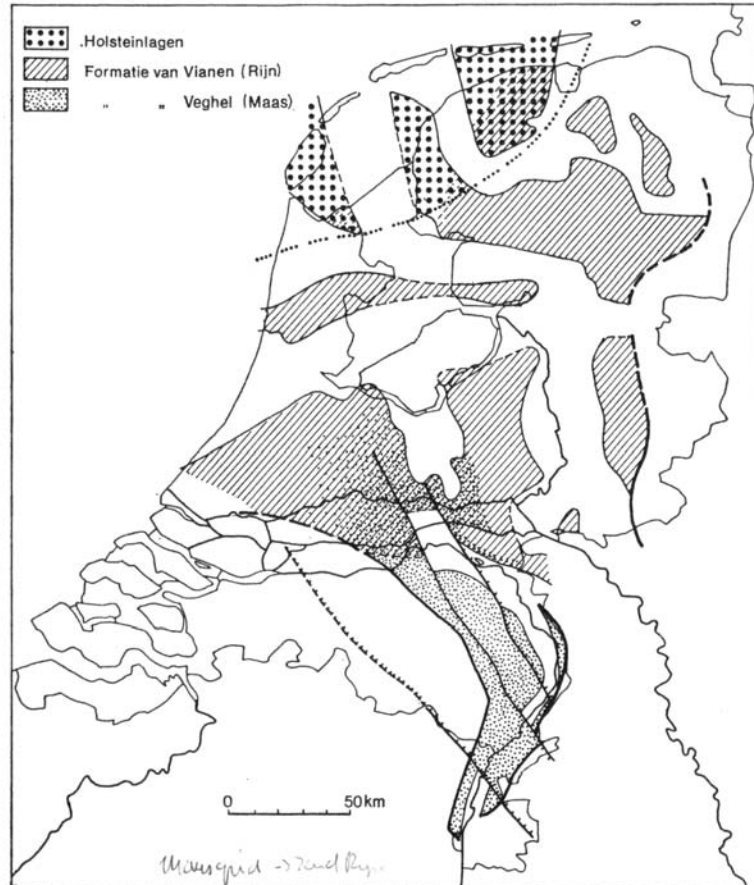 .Holsteinlagen
Formatie van Vianen (Rijn)
" " Veghel (Maas)
0 50km